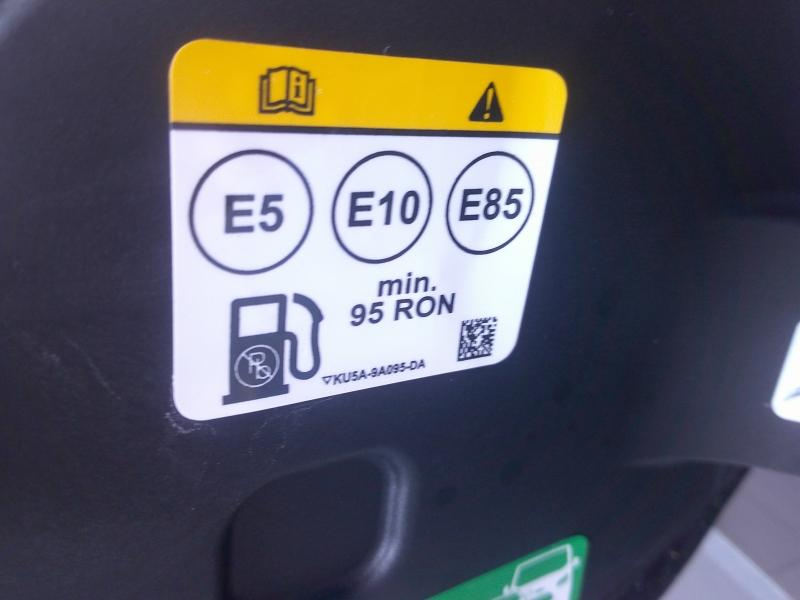 E5 E10 E85
min.
95 RON
Pb
KU5A-9A095-DA